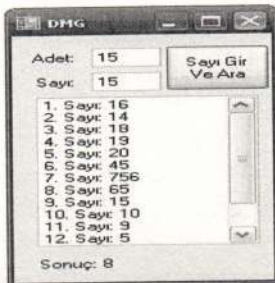 DMG
Adet: 15
Sayı: 15
Sayı Gir
Ve Ara
1. Sayı: 16
2. Sayı: 14
3. Sayı: 18
4. Sayı: 19
5. Sayı: 20
6. Sayı: 45
7. Sayı: 756
8. Sayı: 65
9. Sayı: 15
10. Sayı: 10
11. Sayı: 9
12. Sayı: 5
Sonuç: 8